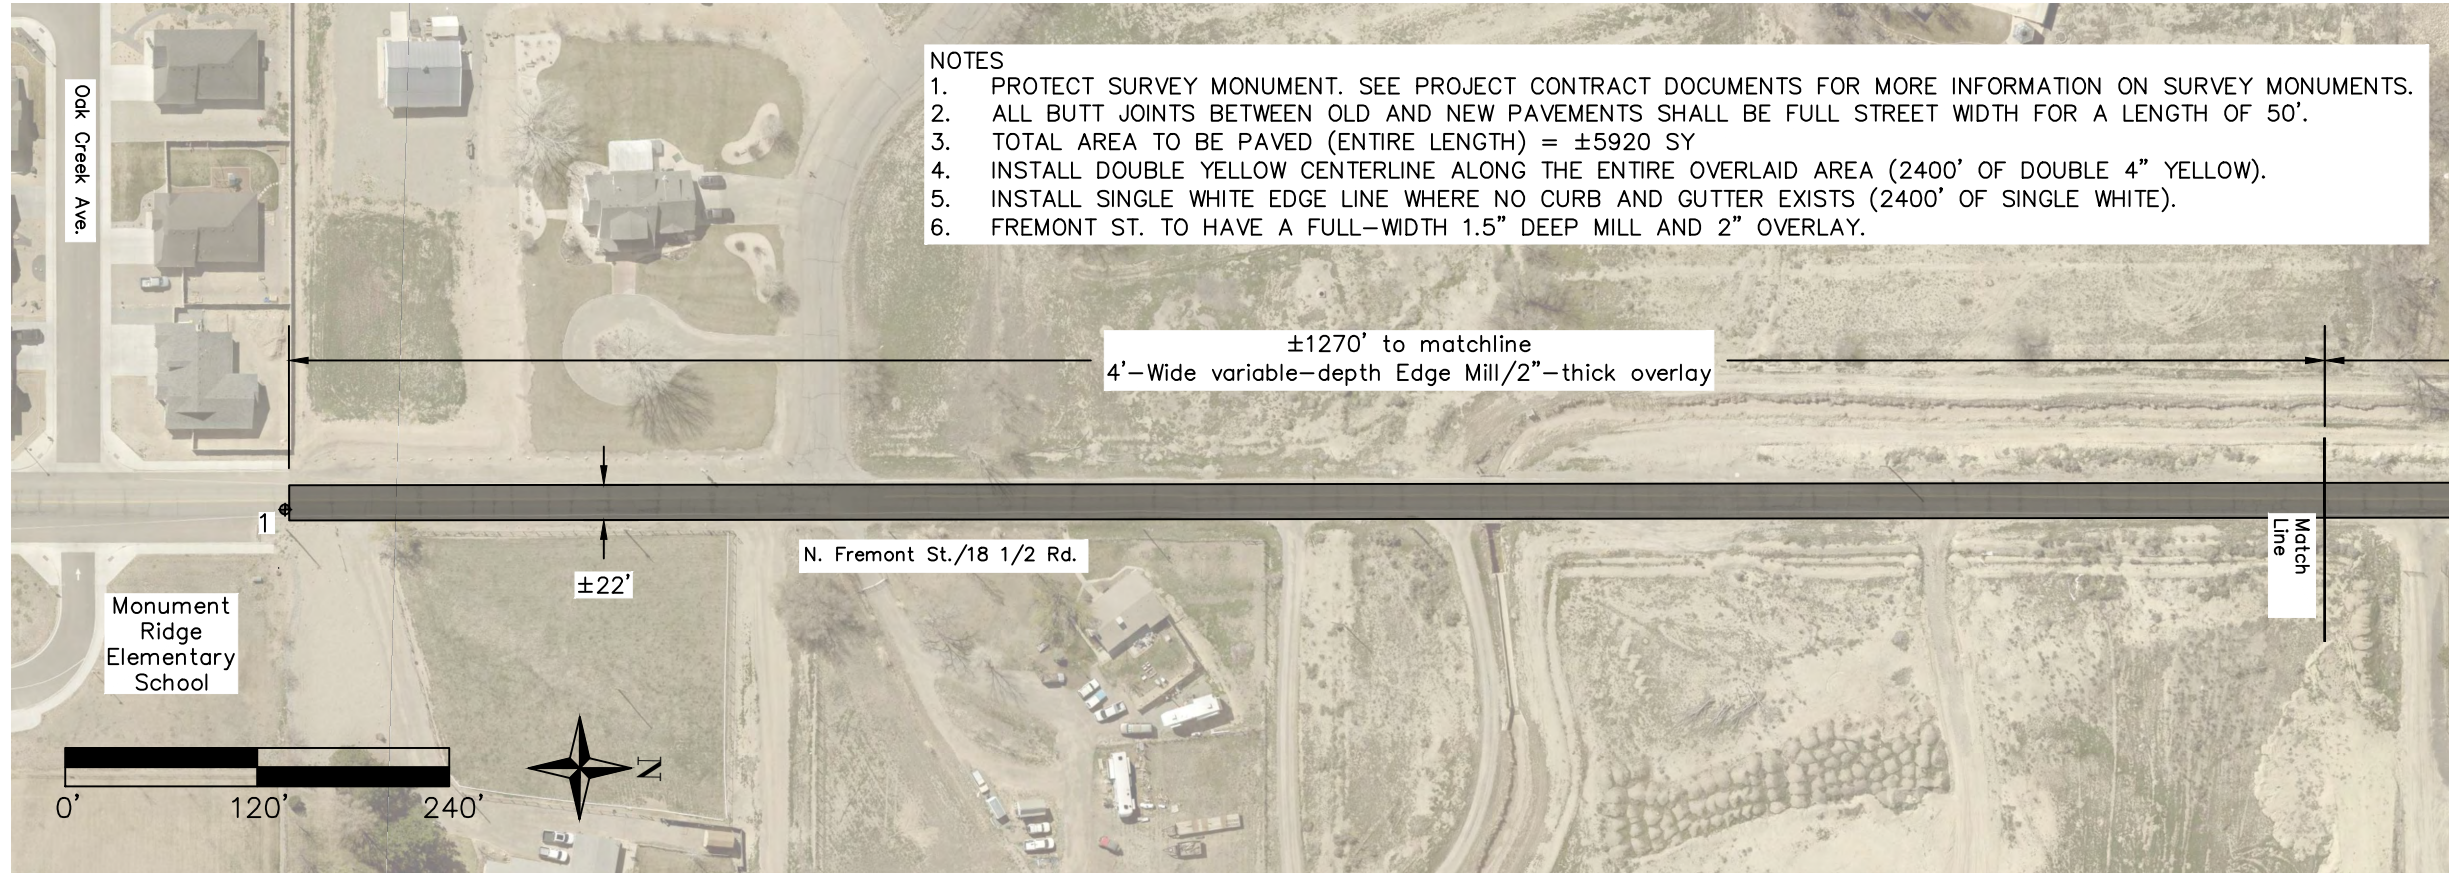 NOTES
1. PROTECT SURVEY MONUMENT. SEE PROJECT CONTRACT DOCUMENTS FOR MORE INFORMATION ON SURVEY MONUMENTS.
2. ALL BUTT JOINTS BETWEEN OLD AND NEW PAVEMENTS SHALL BE FULL STREET WIDTH FOR A LENGTH OF 50'.
3. TOTAL AREA TO BE PAVED (ENTIRE LENGTH) = ±5920 SY
4. INSTALL DOUBLE YELLOW CENTERLINE ALONG THE ENTIRE OVERLAID AREA (2400' OF DOUBLE 4" YELLOW).
5. INSTALL SINGLE WHITE EDGE LINE WHERE NO CURB AND GUTTER EXISTS (2400' OF SINGLE WHITE).
6. FREMONT ST. TO HAVE A FULL-WIDTH 1.5" DEEP MILL AND 2" OVERLAY.
Oak Creek Ave.
±1270' to matchline
4'-Wide variable-depth Edge Mill/2"-thick overlay
1
N. Fremont St./18 1/2 Rd.
±22'
Match
Line
Monument
Ridge
Elementary
School
N
0' 120' 240'